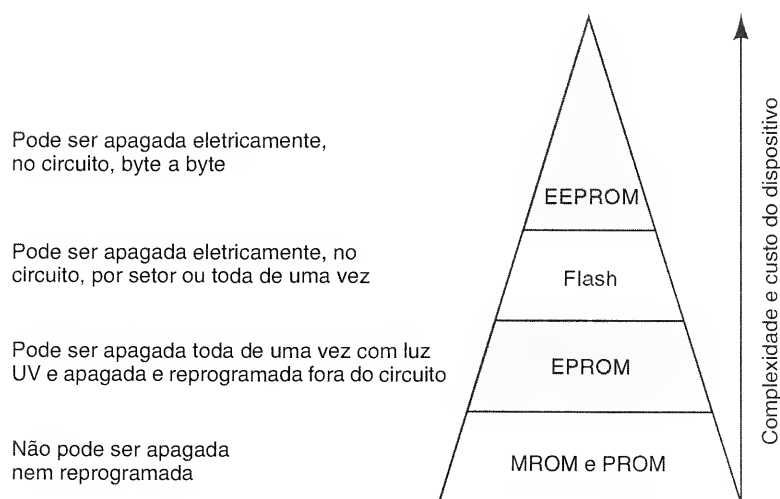 Pode ser apagada eletricamente,
no circuito, byte a byte
EEPROM
Pode ser apagada eletricamente, no
circuito, por setor ou toda de uma vez
Flash
Pode ser apagada toda de uma vez com luz
UV e apagada e reprogramada fora do circuito
EPROM
Não pode ser apagada
nem reprogramada
MROM e PROM
Complexidade e custo do dispositivo